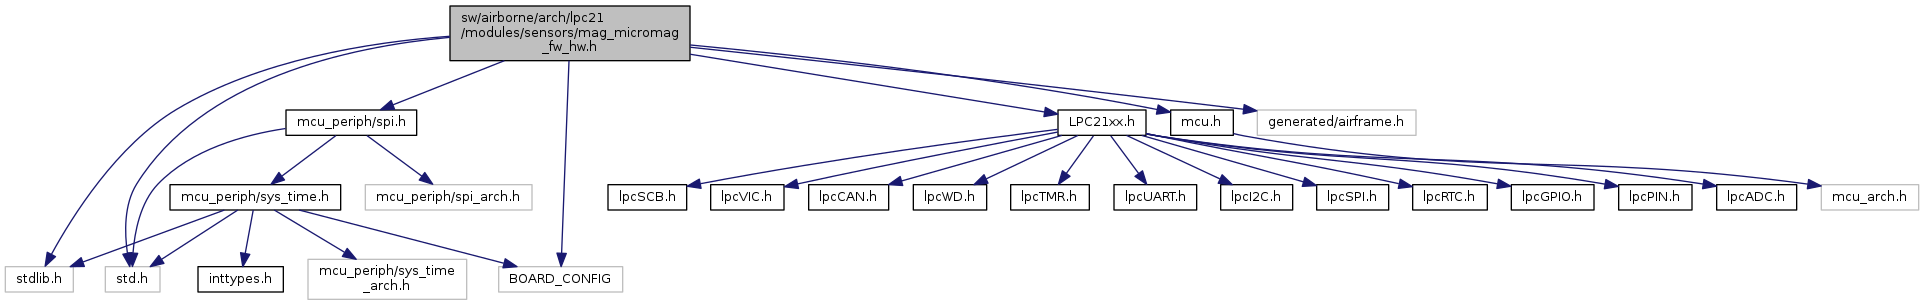 sw/airborne/arch/lpc21
/modules/sensors/mag_micromag
_fw_hw.h
mcu_periph/spi.h
LPC21xx.h
mcu.h
generated/airframe.h
mcu_periph/sys_time.h
mcu_periph/spi_arch.h
lpcSCB.h
lpcVIC.h
lpcCAN.h
lpcWD.h
lpcTMR.h
lpcUART.h
lpcI2C.h
lpcSPI.h
lpcRTC.h
lpcGPIO.h
lpcPIN.h
lpcADC.h
mcu_arch.h
stdlib.h
std.h
inttypes.h
mcu_periph/sys_time
_arch.h
BOARD_CONFIG